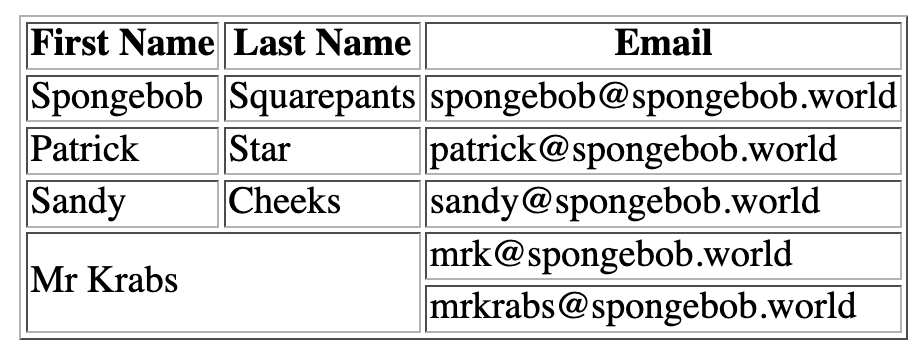 First Name Last Name Email
Spongebob Squarepants spongebob@spongebob.world
Patrick Star patrick@spongebob.world
Sandy Cheeks sandy@spongebob.world
Mr Krabs mrk@spongebob.world
mrkrabs@spongebob.world